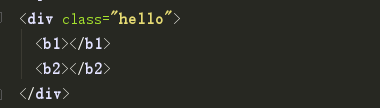 <div class="hello">
<b1></b1>
<b2></b2>
</div>